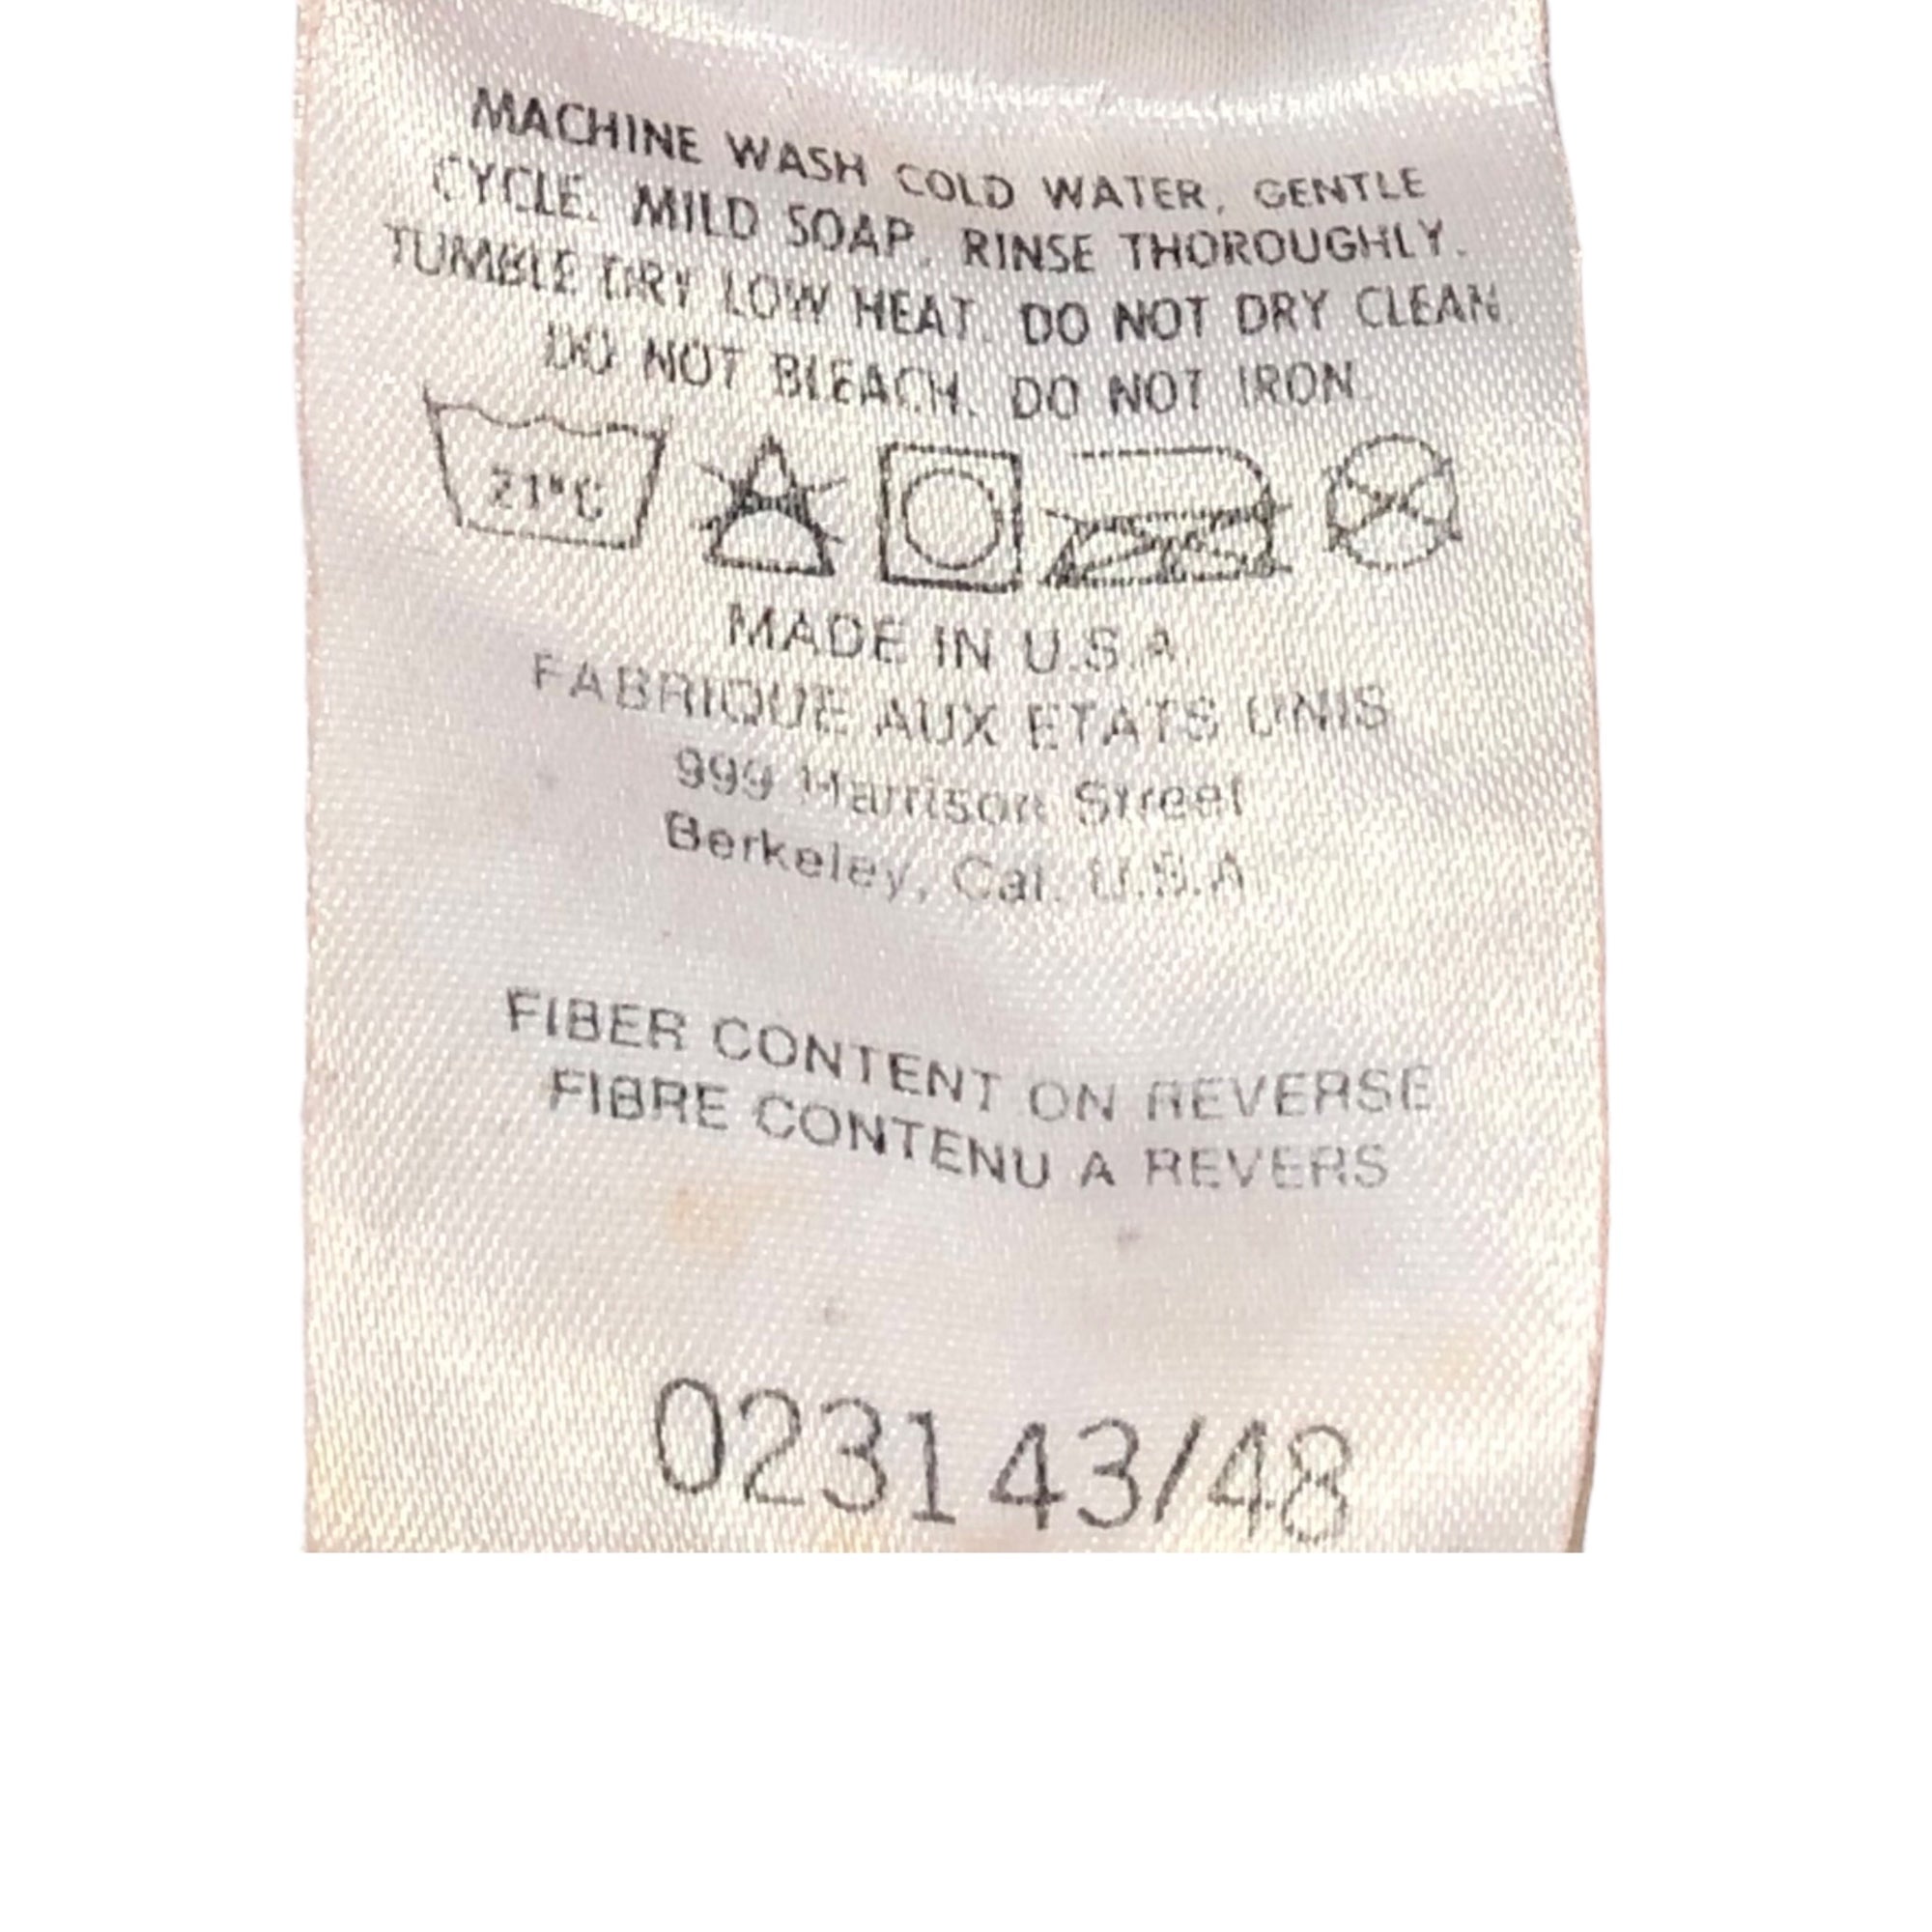 MACHINE WASH COLD WATER, GENTLE
CYCLE. MILD SOAP. RINSE THOROUGHLY.
TUMBLE DRY LOW HEAT. DO NOT DRY CLEAN
DO NOT BLEACH. DO NOT IRON.
21°C
MADE IN U.S.A.
FABRIQUE AUX ETATS UNIS
999 Harrison Street
Berkeley, Cal. U.S.A.
FIBER CONTENT ON REVERSE
FIBRE CONTENU A REVERS
023143/48